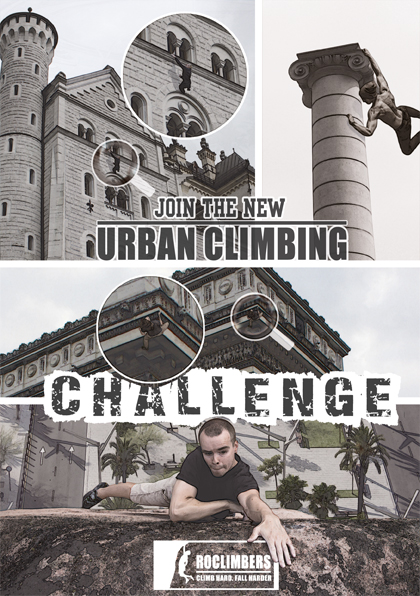 JOIN THE NEW
URBAN CLIMBING
CHALLENGE
ROCLIMBERS
CLIMB HARD. FALL HARDER